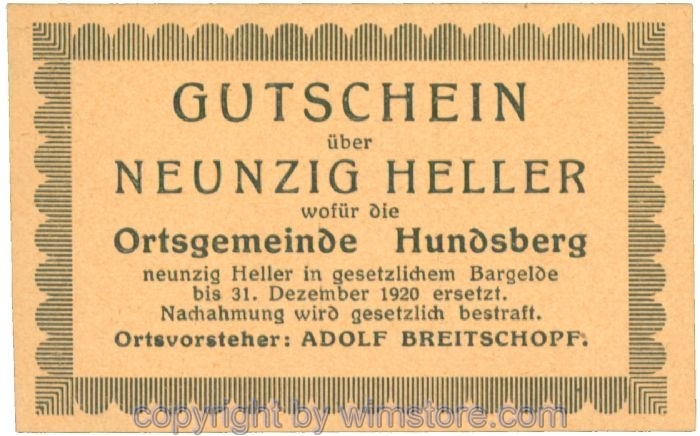 GUTSCHEIN
über
NEUNZIG HELLER
wofür die
Ortsgemeinde Hundsberg
neunzig Heller in gesetzlichem Bargelde
bis 31. Dezember 1920 ersetzt.
Nachahmung wird gesetzlich bestraft.
Ortsvorsteher: ADOLF BREITSCHOPF.
copyright by wimstore.com